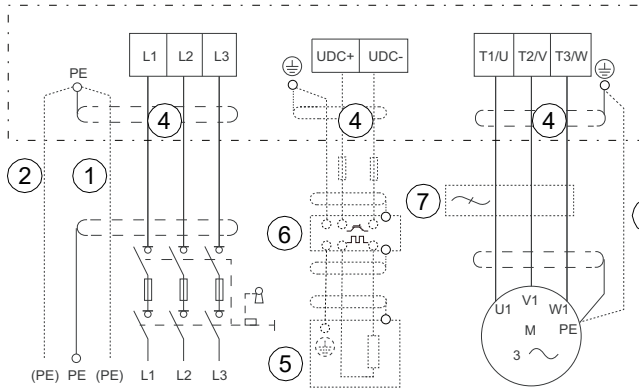 L1 L2 L3
UDC+ UDC-
T1/U T2/V T3/W
PE
4
4
4
2
1
7
6
U1 V1 W1
M
PE
3
5
(PE) PE (PE) L1 L2 L3